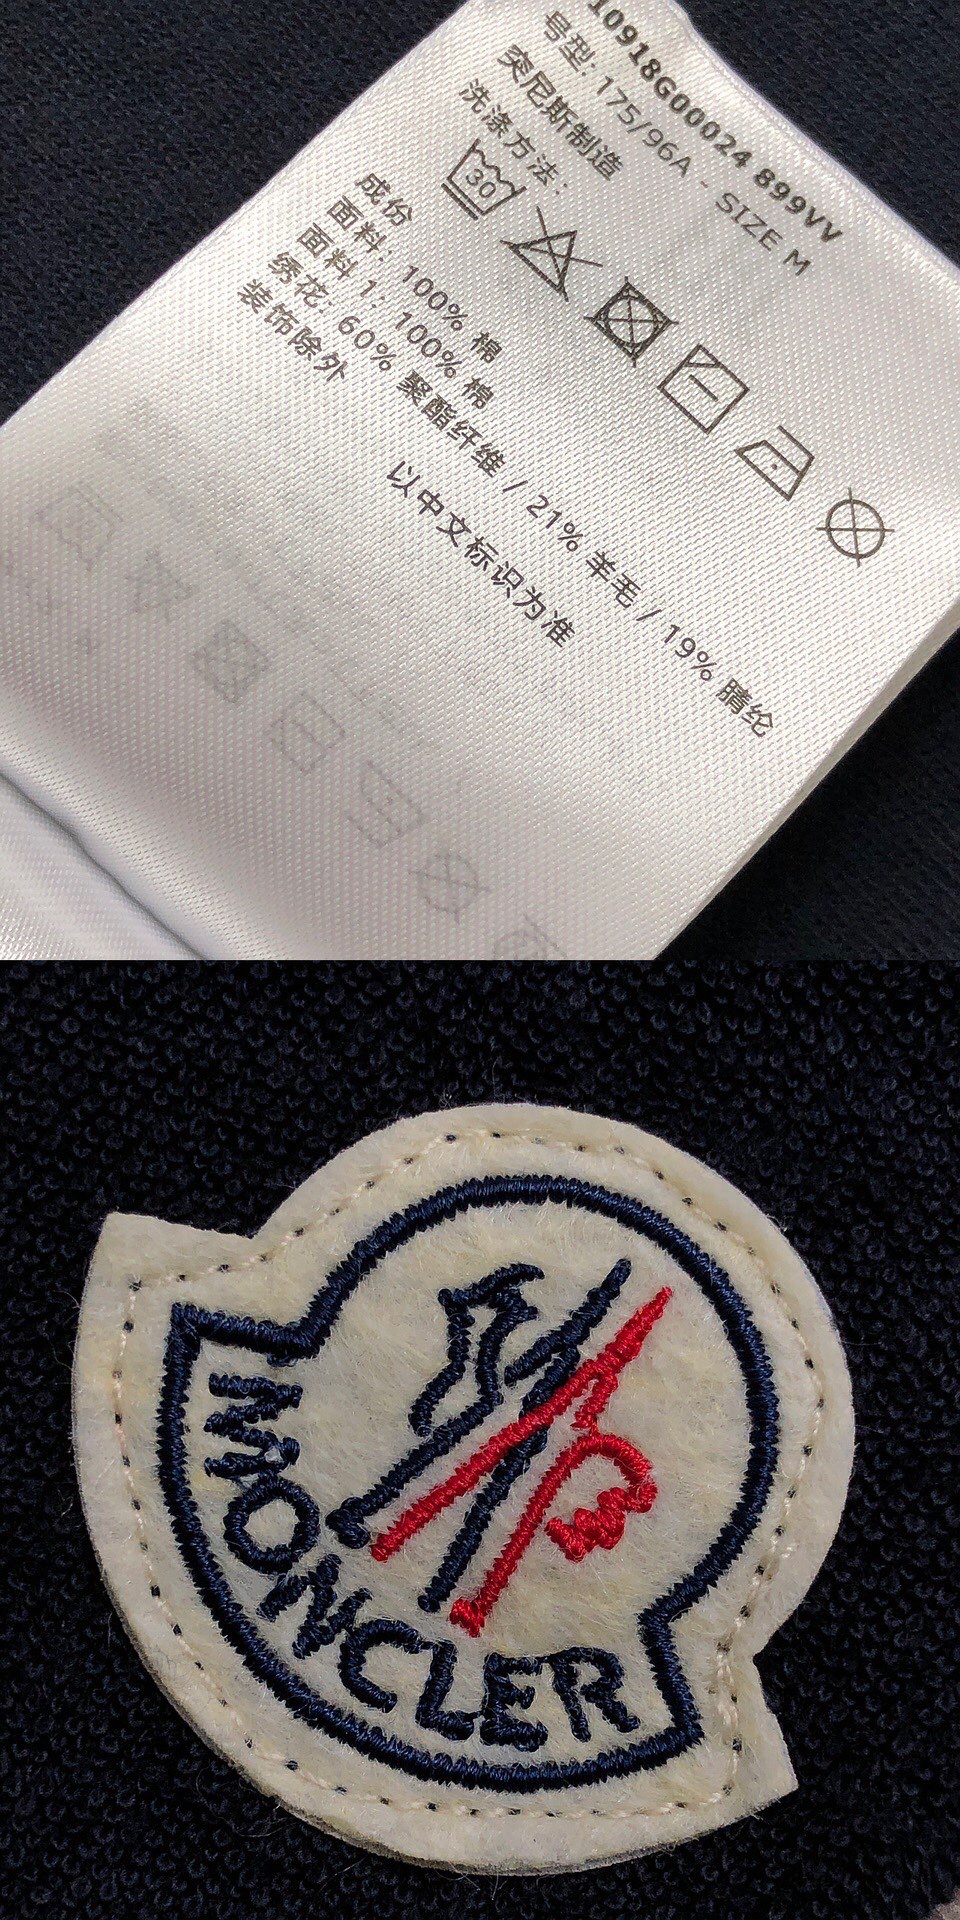 10918G00024 899VV
号型: 175/96A - SIZE M
突尼斯制造
洗涤方法:
30
成份
面料: 100% 棉
面料 1: 100% 棉
绣花: 60% 聚酯纤维 / 21% 羊毛 / 19% 腈纶
装饰除外
以中文标识为准
MONCLER